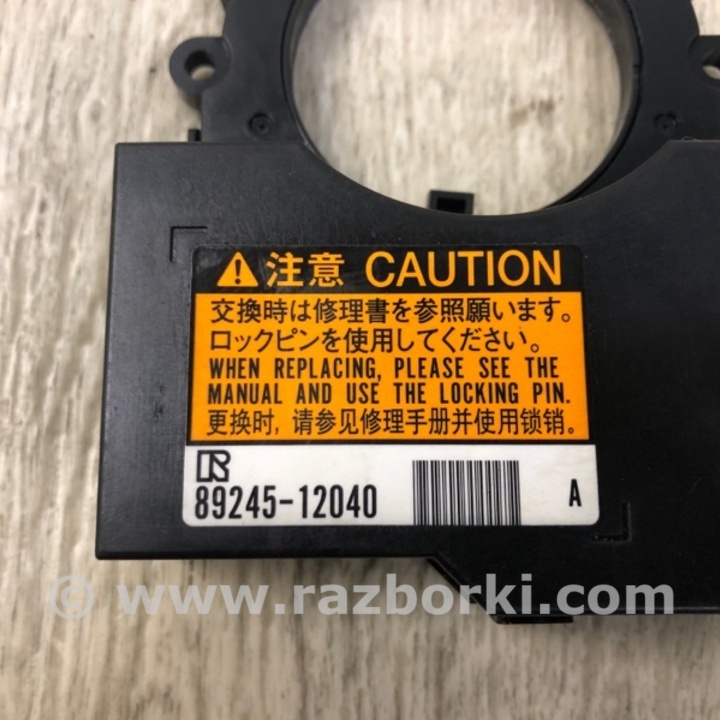 注意 CAUTION
交換時は修理書を参照願います。
ロックピンを使用してください。
WHEN REPLACING, PLEASE SEE THE
MANUAL AND USE THE LOCKING PIN.
更换时, 请参见修理手册并使用锁销。
R
89245-12040
A
© www.razborki.com